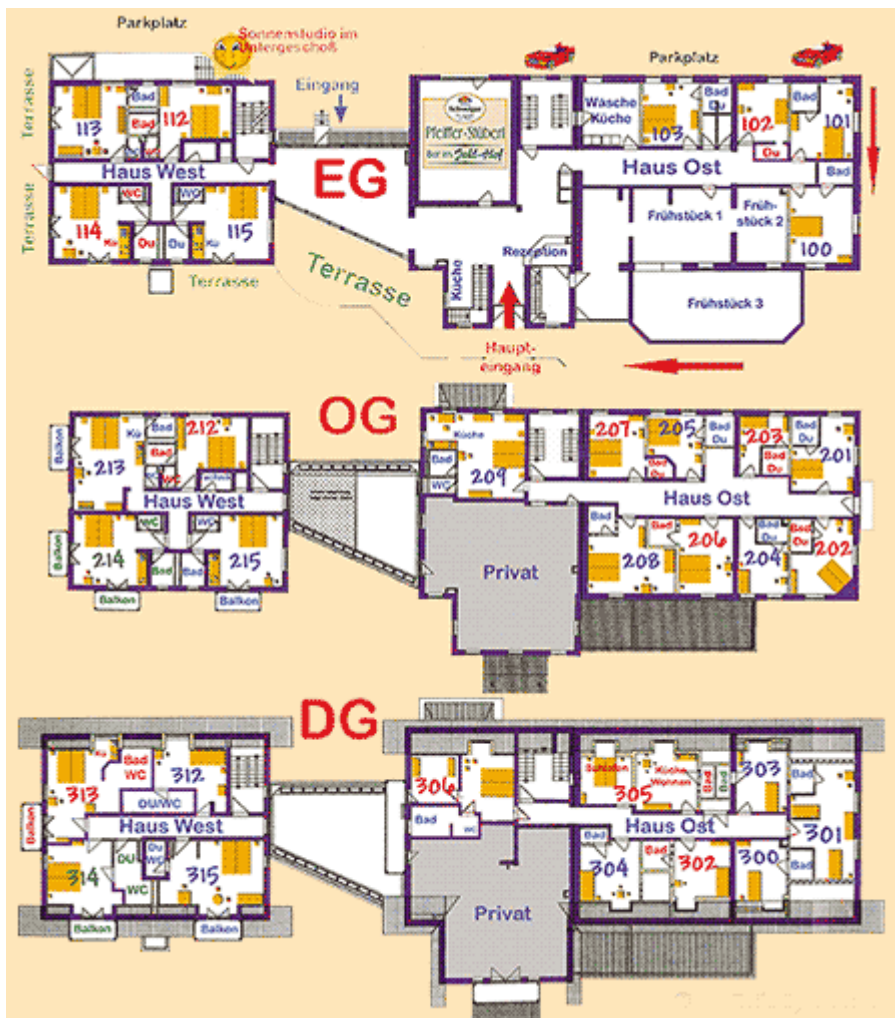 Parkplatz
Sonnenstudio im
Untergeschoß
Eingang
Parkplatz
Terrasse
113
Bad
Bad
112
Haus West
WC
WC
Terrasse
114
Kü
Du
Du
Kü
115
Terrasse
EG
Pfeiffer-Stüberl
Terrasse
Küche
Rezeption
Haupt-
eingang
Wäsche
Küche
103
Bad
Du
102
Du
Bad
101
Haus Ost
Bad
Frühstück 1
Früh-
stück 2
100
Frühstück 3
OG
Balkon
213
Kü
Bad
Bad
212
WC
Haus West
WC
WC
214
Bad
Bad
215
Balkon
Balkon
Balkon
Küche
Bad
WC
209
Privat
207
Bad
Du
205
Bad
Du
203
Bad
Du
Bad
201
Haus Ost
Bad
208
Bad
206
Bad
Du
204
Bad
Du
202
DG
Balkon
313
Kü
Bad
WC
312
DU/WC
Haus West
314
DU
WC
Du
WC
315
Balkon
Balkon
306
Bad
WC
Privat
Schlafen
305
Küche
Wohnen
Bad
Bad
303
Bad
301
Haus Ost
Bad
304
Bad
302
300
Bad